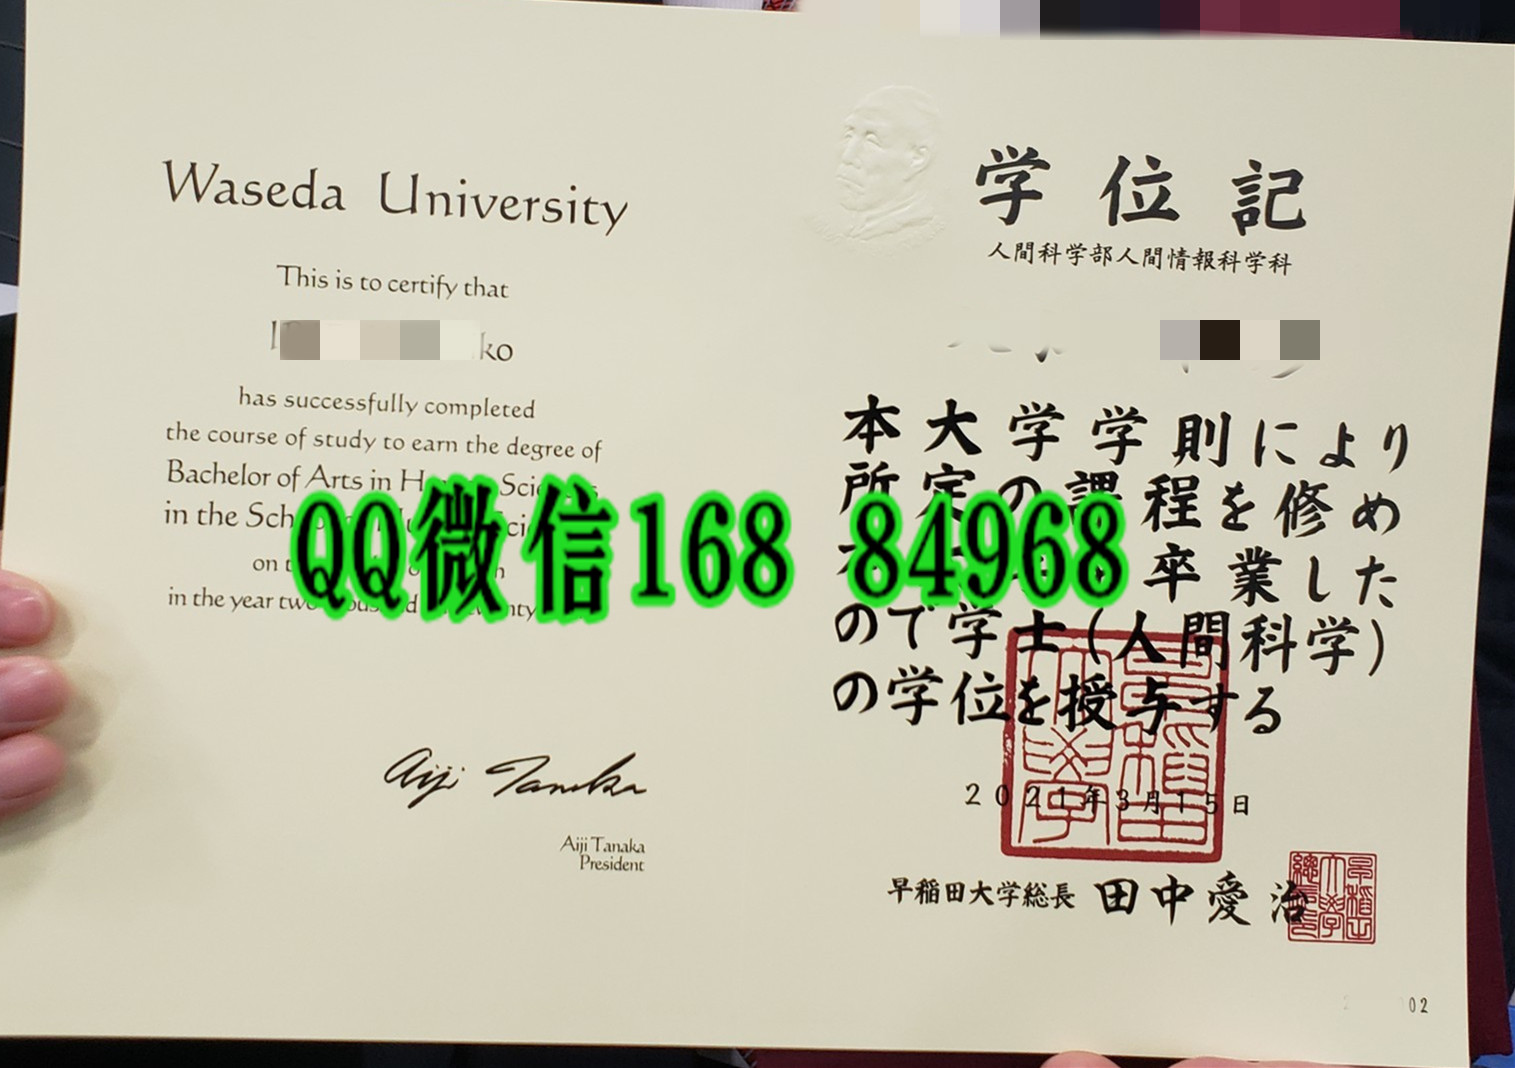 Waseda University
This is to certify that
ko
has successfully completed
the course of study to earn the degree of
Bachelor of Arts in
in the
on
in the year
Aiji Tanaka
Aiji Tanaka
President
学位記
人間科学部人間情報科学科
本大学学則により
所定の課程を修め
卒業した
ので学士(人間科学)
の学位を授与する
2021年3月15日
早稲田大学総長 田中愛治
02
QQ微信168 84968